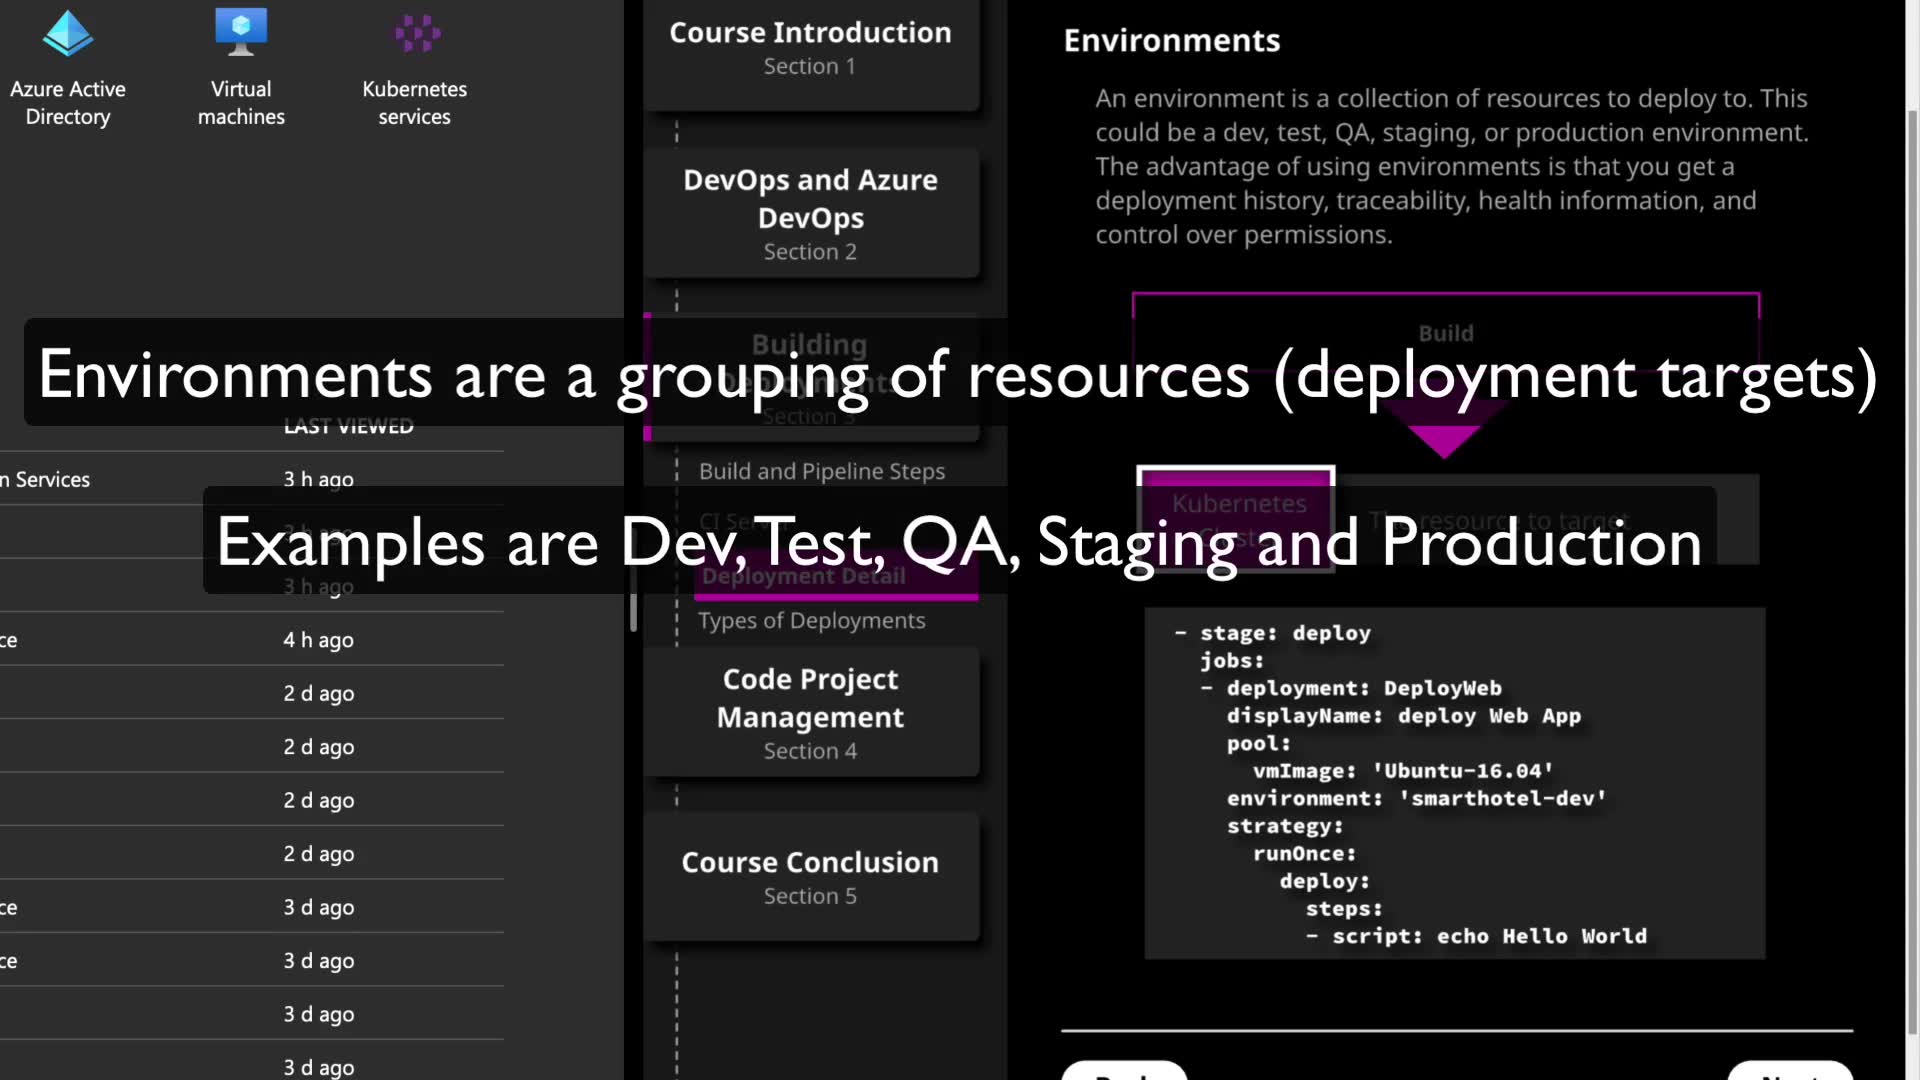 Azure Active
Directory
Virtual
machines
Kubernetes
services
LAST VIEWED
n Services
3 h ago
3 h ago
3 h ago
ce
4 h ago
2 d ago
2 d ago
2 d ago
2 d ago
ce
3 d ago
ce
3 d ago
3 d ago
3 d ago
Course Introduction
Section 1
DevOps and Azure
DevOps
Section 2
Building
Deployments
Section 3
Build and Pipeline Steps
Deployment Detail
Types of Deployments
Code Project
Management
Section 4
Course Conclusion
Section 5
Environments
An environment is a collection of resources to deploy to. This
could be a dev, test, QA, staging, or production environment.
The advantage of using environments is that you get a
deployment history, traceability, health information, and
control over permissions.
Build
Environments are a grouping of resources (deployment targets)
Kubernetes
The resource to target
Examples are Dev, Test, QA, Staging and Production
- stage: deploy
jobs:
- deployment: DeployWeb
displayName: deploy Web App
pool:
vmImage: 'Ubuntu-16.04'
environment: 'smarthotel-dev'
strategy:
runOnce:
deploy:
steps:
- script: echo Hello World